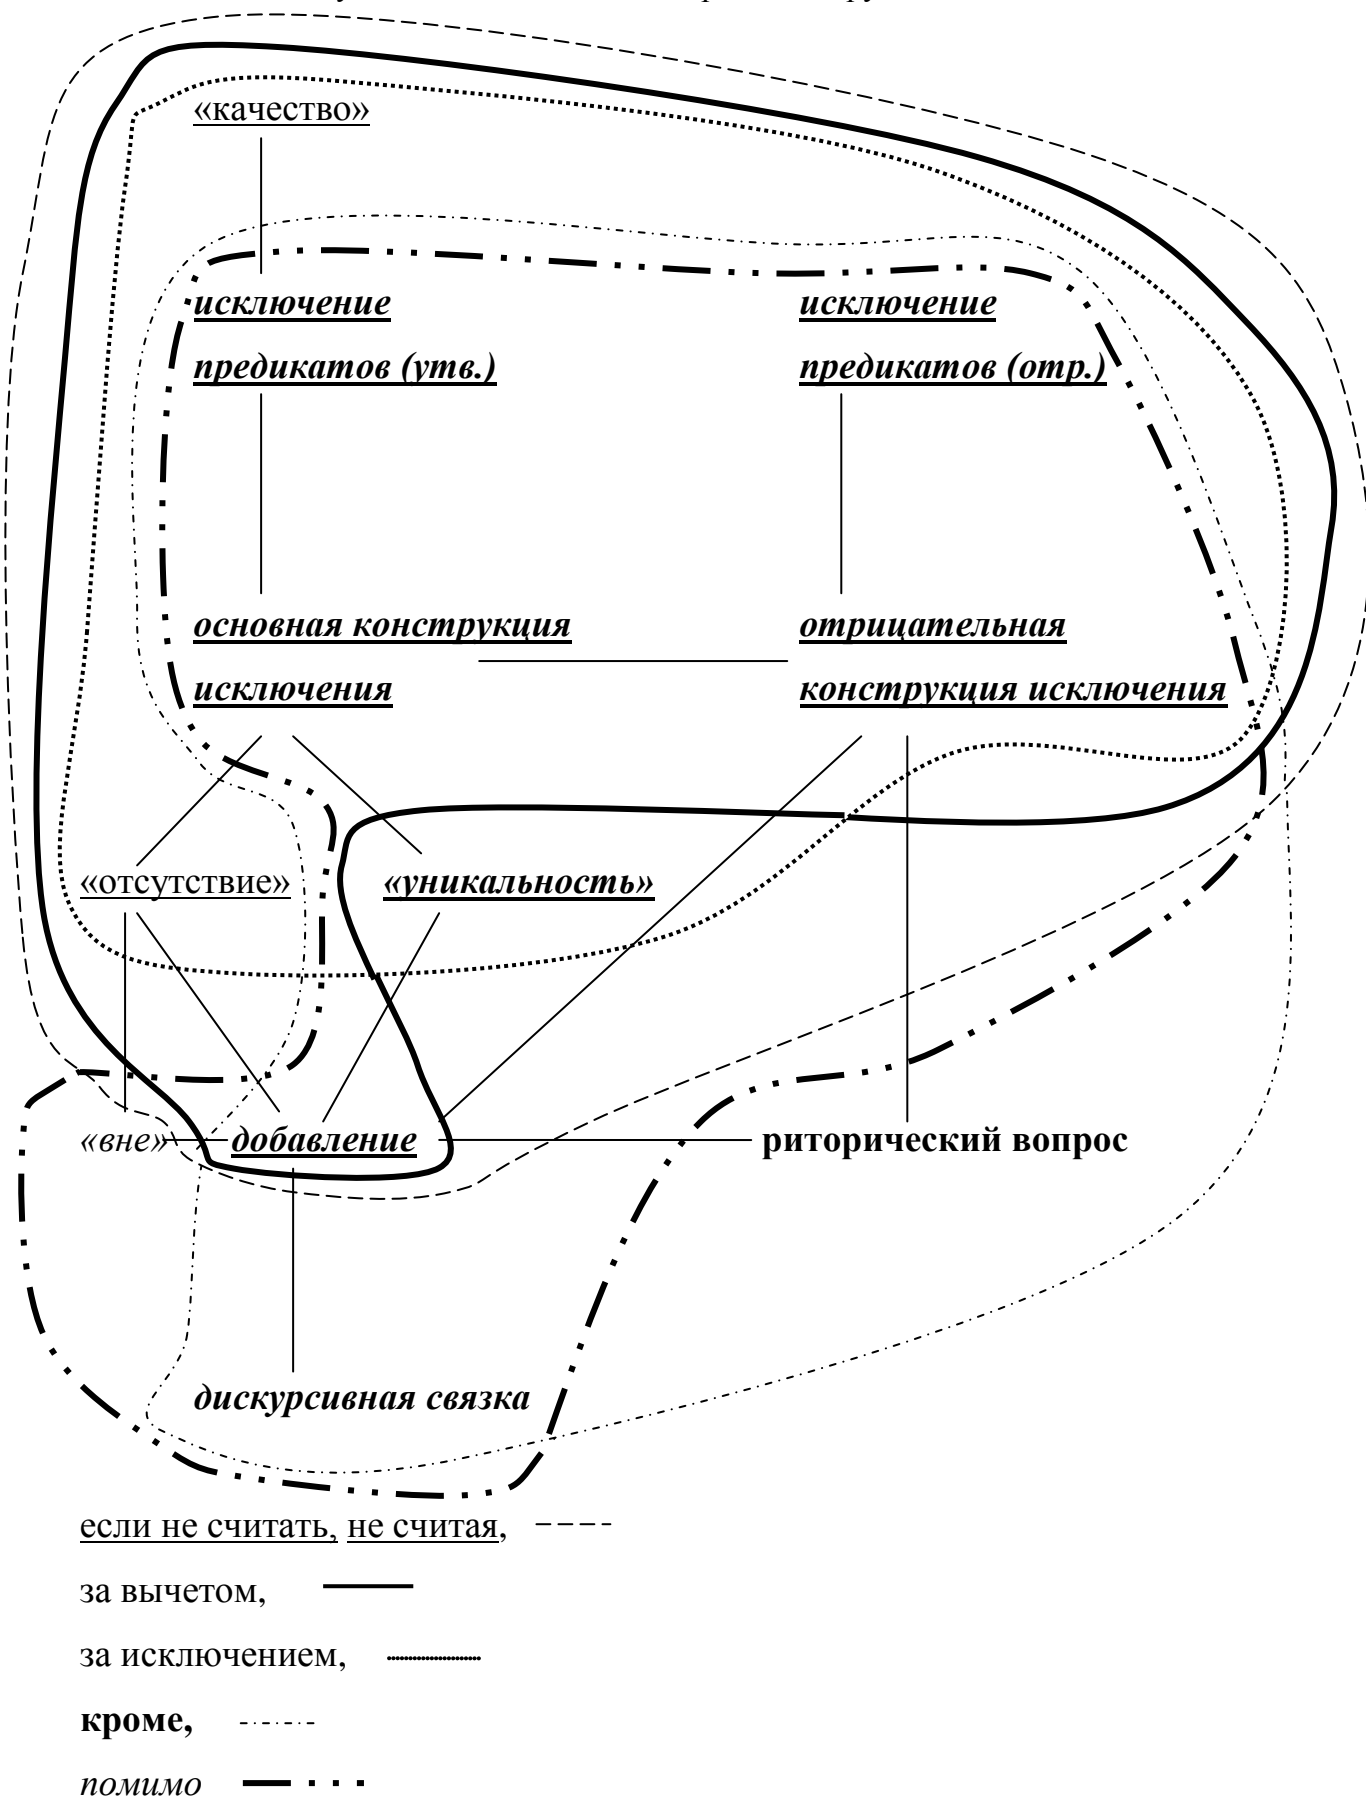 «качество»
исключение
предикатов (утв.)
исключение
предикатов (отр.)
основная конструкция
исключения
отрицательная
конструкция исключения
«отсутствие»
«уникальность»
«вне»
добавление
риторический вопрос
дискурсивная связка
если не считать, не считая,
за вычетом,
за исключением,
кроме,
помимо